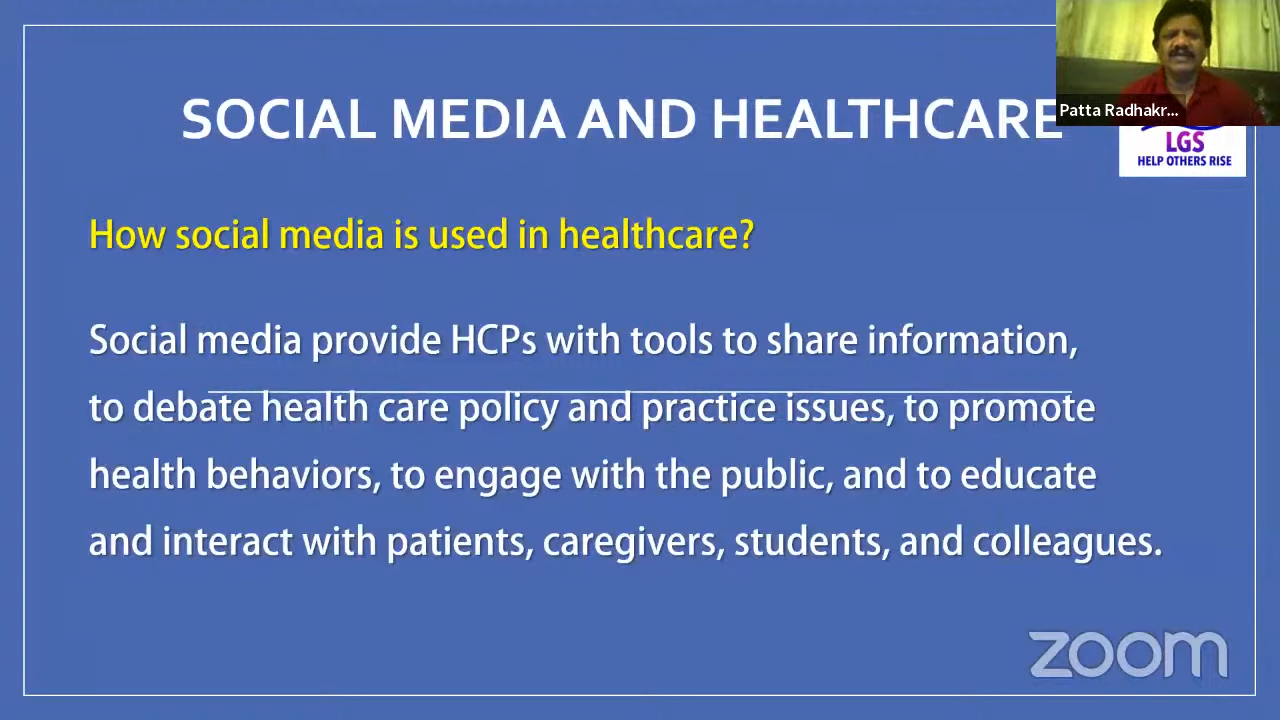 SOCIAL MEDIA AND HEALTHCARE
Patta Radhakr...
LGS
HELP OTHERS RISE
How social media is used in healthcare?
Social media provide HCPs with tools to share information,
to debate health care policy and practice issues, to promote
health behaviors, to engage with the public, and to educate
and interact with patients, caregivers, students, and colleagues.
zoom